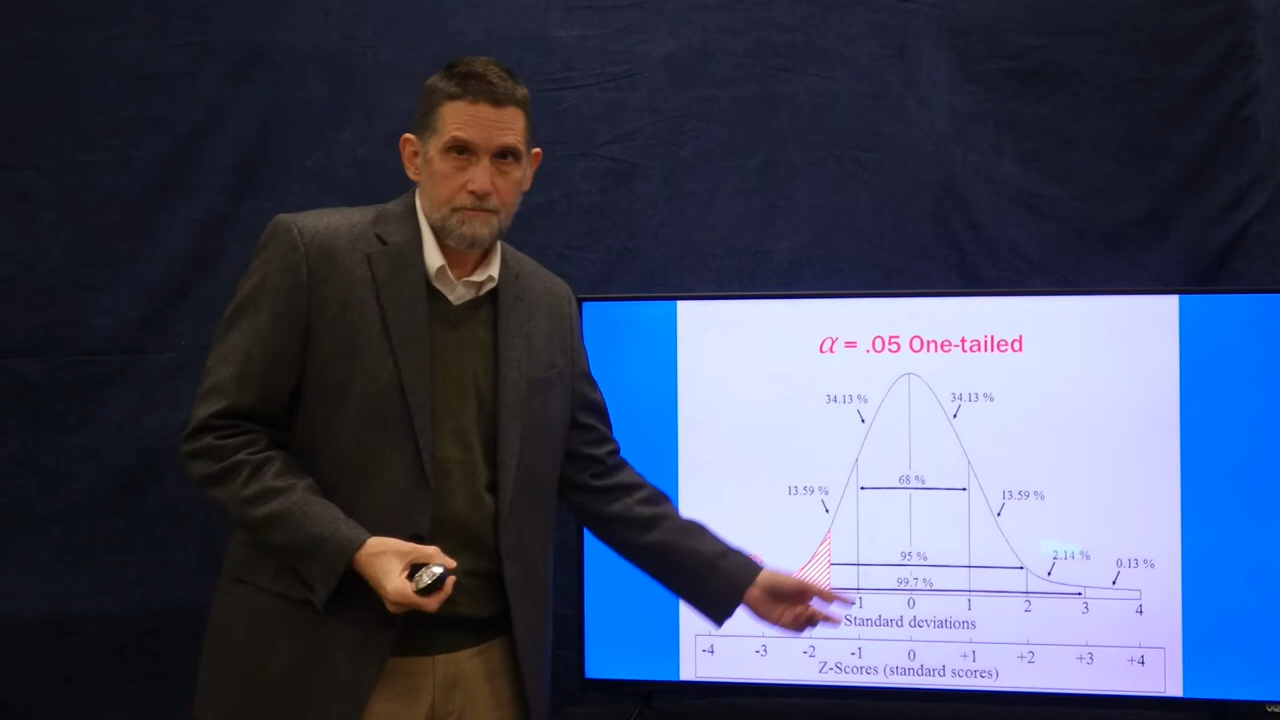 α = .05 One-tailed
34.13 % 34.13 %
68 %
13.59 % 13.59 %
95 % 2.14 % 0.13 %
99.7 %
-1 0 1 2 3 4
Standard deviations
-4 -3 -2 -1 0 +1 +2 +3 +4
Z-Scores (standard scores)